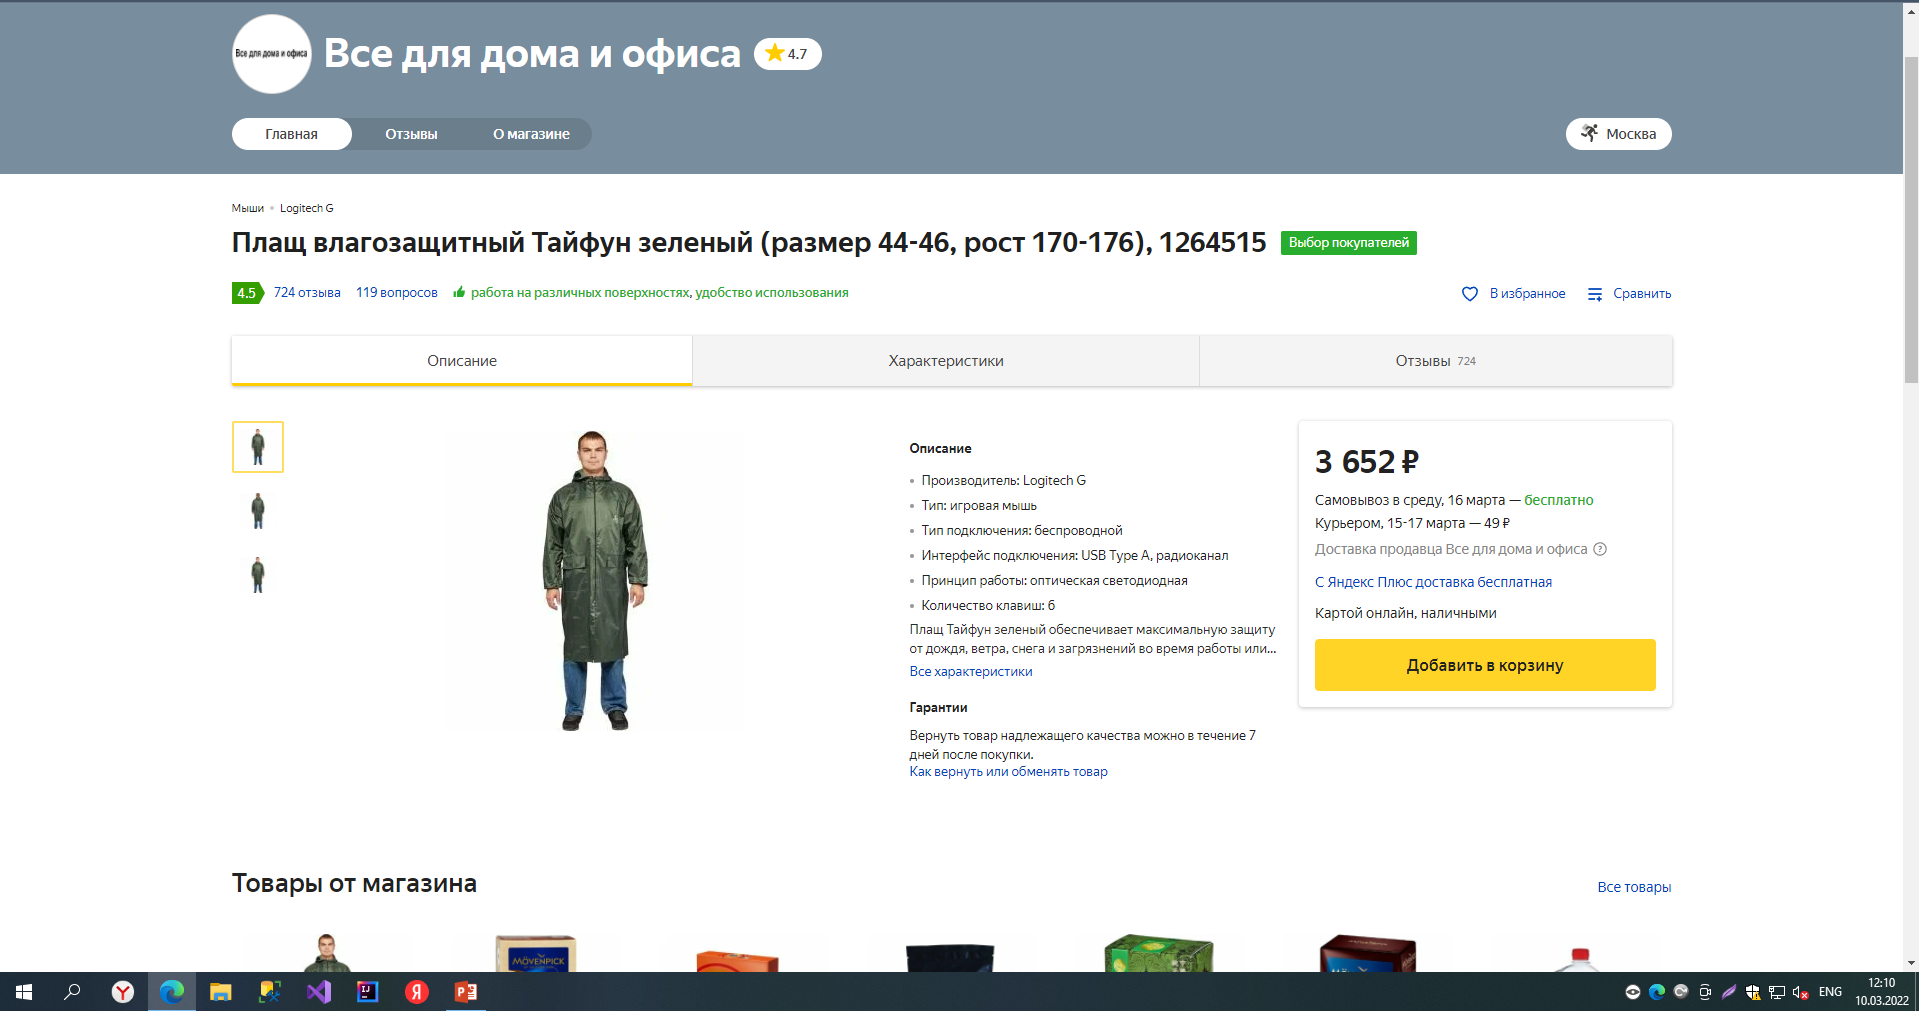 Все для дома и офиса
Все для дома и офиса
4.7
Главная
Отзывы
О магазине
Москва
Мыши
Logitech G
Плащ влагозащитный Тайфун зеленый (размер 44-46, рост 170-176), 1264515
Выбор покупателей
4.5
724 отзыва
119 вопросов
работа на различных поверхностях, удобство использования
В избранное
Сравнить
Описание
Характеристики
Отзывы 724
Описание
Производитель: Logitech G
Тип: игровая мышь
Тип подключения: беспроводной
Интерфейс подключения: USB Type A, радиоканал
Принцип работы: оптическая светодиодная
Количество клавиш: 6
Плащ Тайфун зеленый обеспечивает максимальную защиту
от дождя, ветра, снега и загрязнений во время работы или...
Все характеристики
Гарантии
Вернуть товар надлежащего качества можно в течение 7
дней после покупки.
Как вернуть или обменять товар
3 652 ₽
Самовывоз в среду, 16 марта — бесплатно
Курьером, 15-17 марта — 49 ₽
Доставка продавца Все для дома и офиса
С Яндекс Плюс доставка бесплатная
Картой онлайн, наличными
Добавить в корзину
Товары от магазина
Все товары
MÖVENPICK
ENG
12:10
10.03.2022